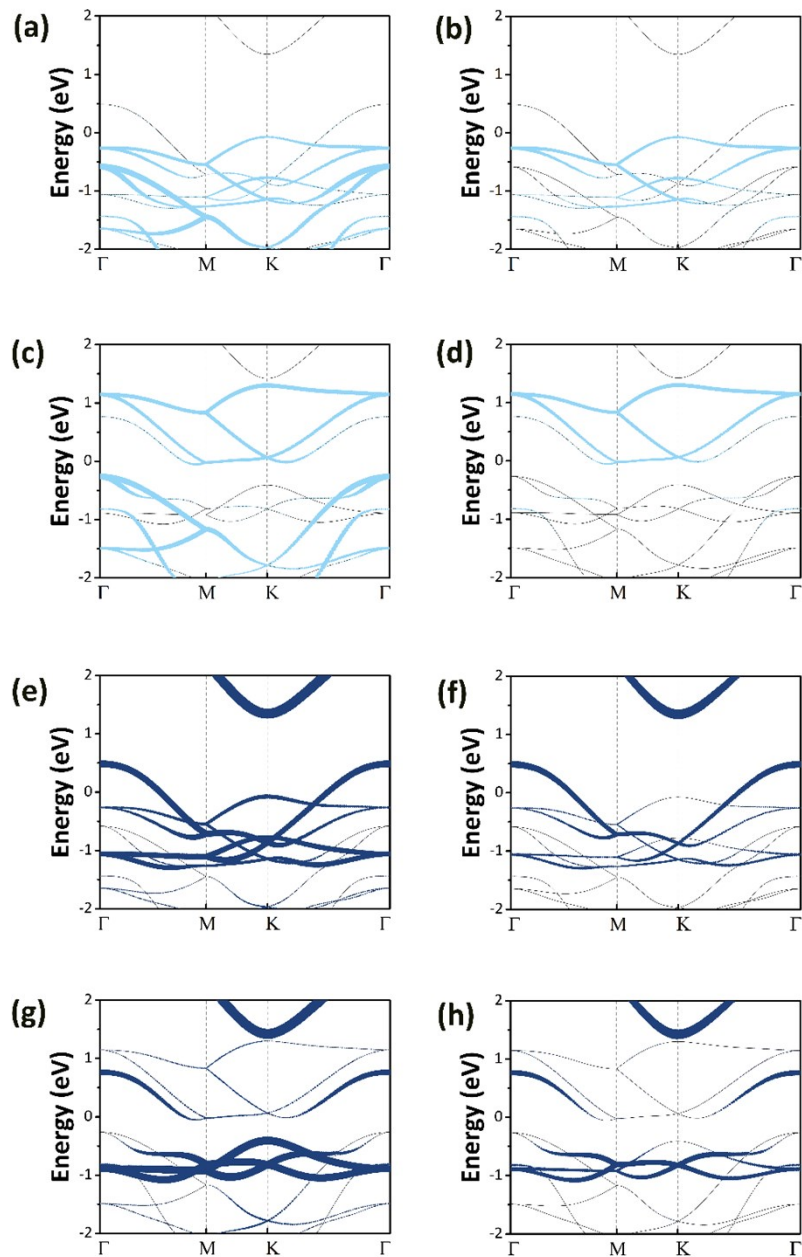 (a)
Energy (eV)
2
1
0
-1
-2
Γ M K Γ
(b)
Energy (eV)
2
1
0
-1
-2
Γ M K Γ
(c)
Energy (eV)
2
1
0
-1
-2
Γ M K Γ
(d)
Energy (eV)
2
1
0
-1
-2
Γ M K Γ
(e)
Energy (eV)
2
1
0
-1
-2
Γ M K Γ
(f)
Energy (eV)
2
1
0
-1
-2
Γ M K Γ
(g)
Energy (eV)
2
1
0
-1
-2
Γ M K Γ
(h)
Energy (eV)
2
1
0
-1
-2
Γ M K Γ